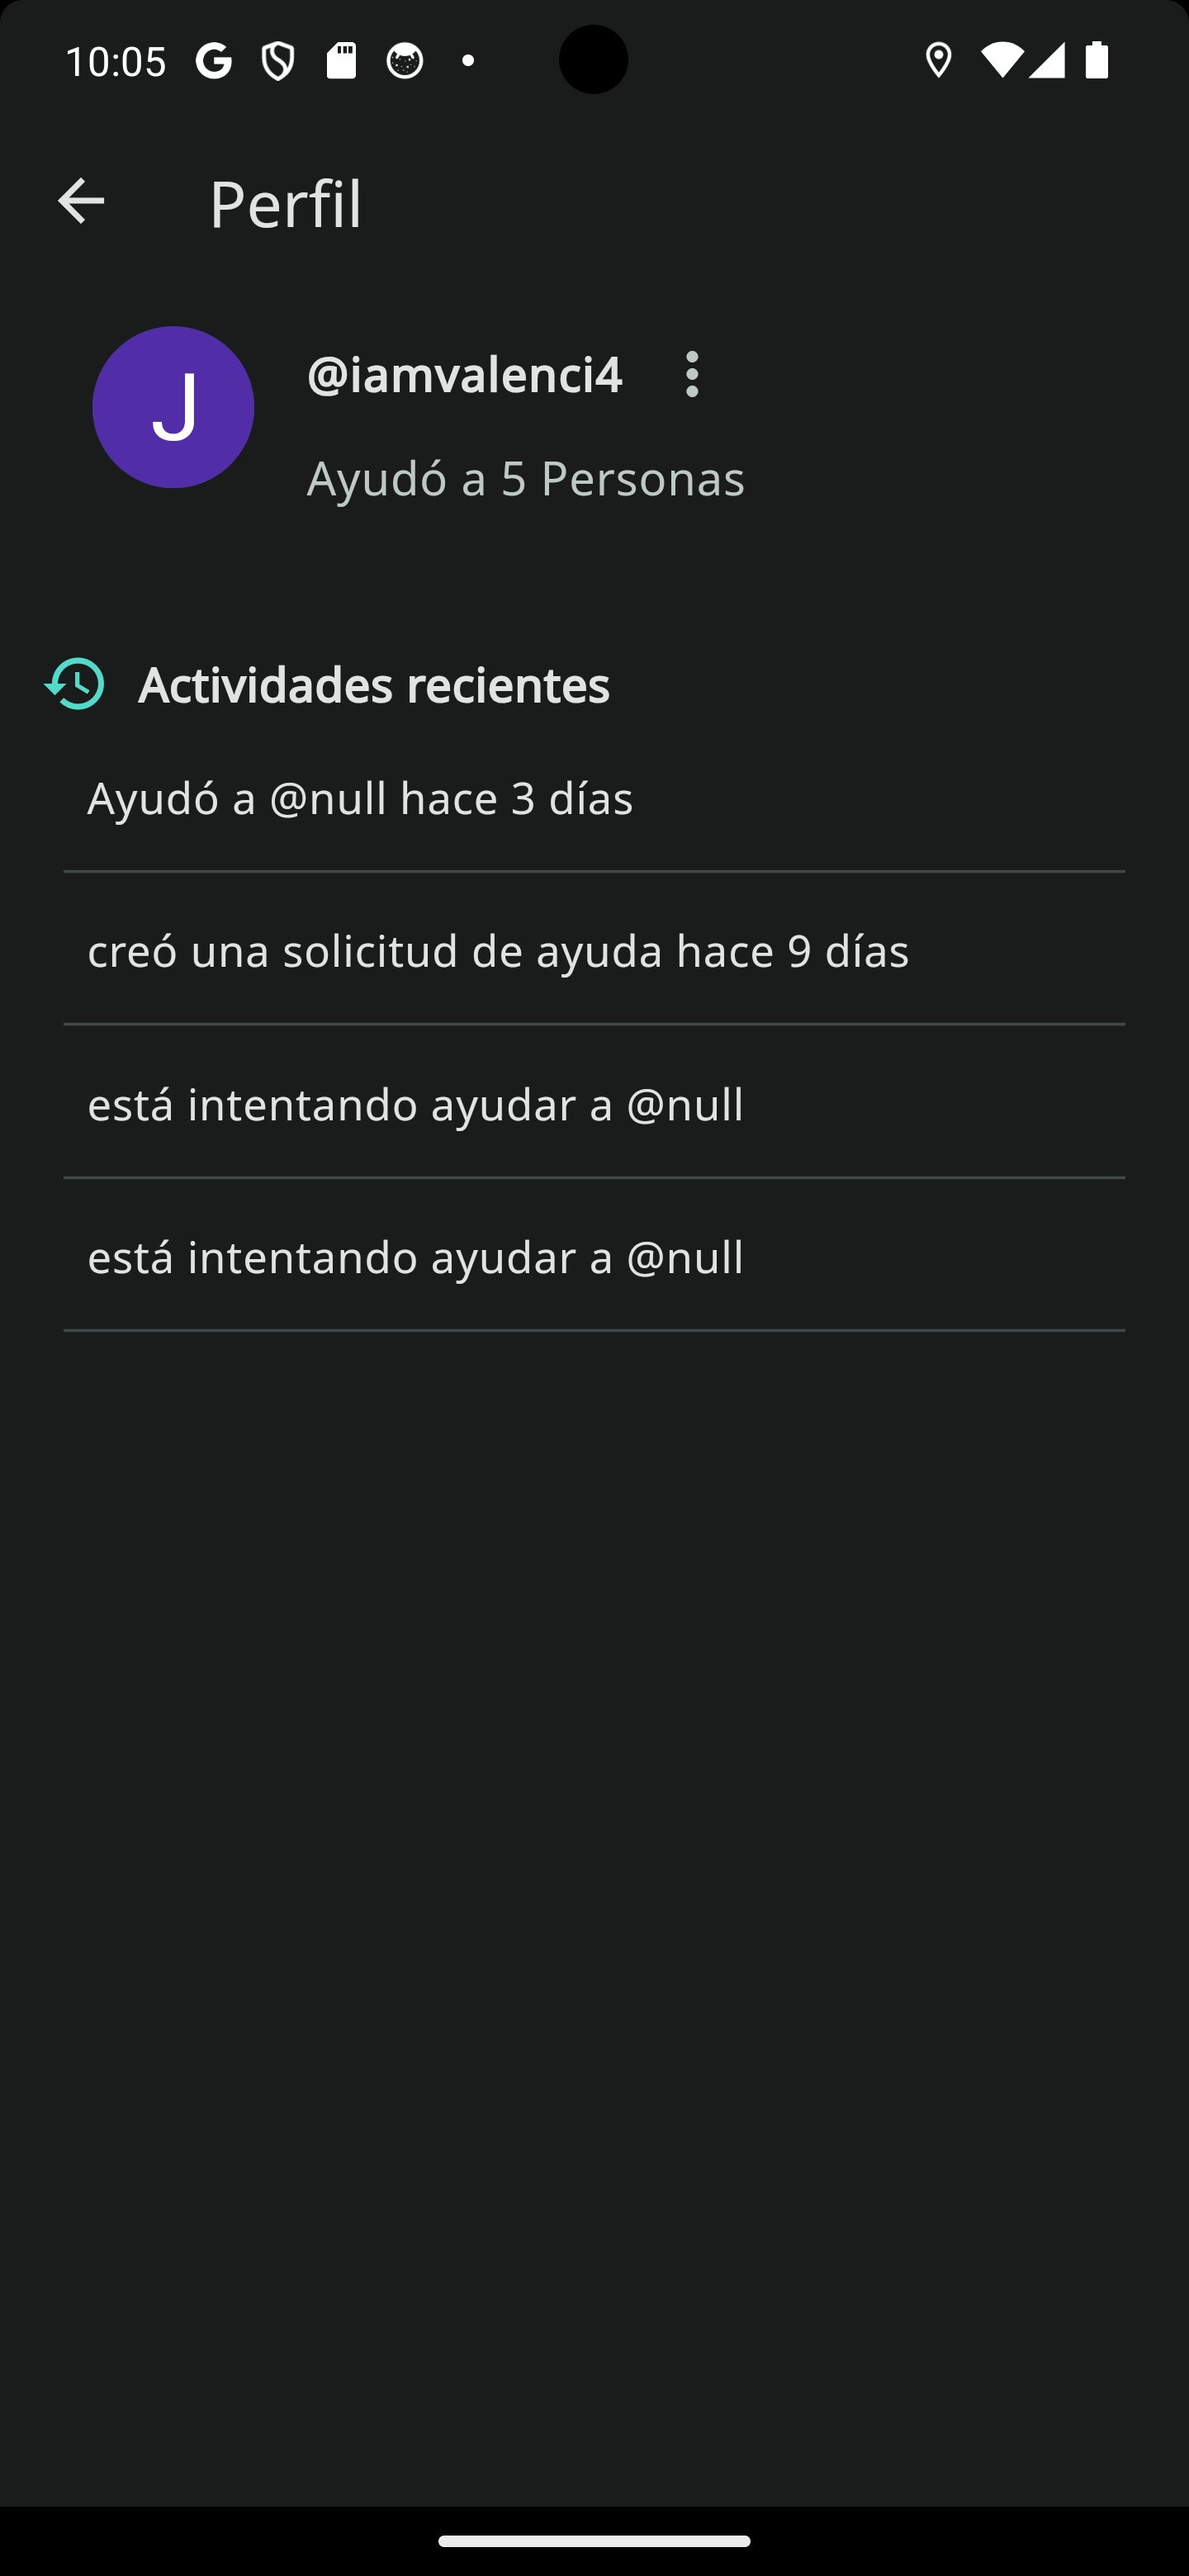 10:05
Perfil
J
@iamvalenci4
Ayudó a 5 Personas
Actividades recientes
Ayudó a @null hace 3 días
creó una solicitud de ayuda hace 9 días
está intentando ayudar a @null
está intentando ayudar a @null